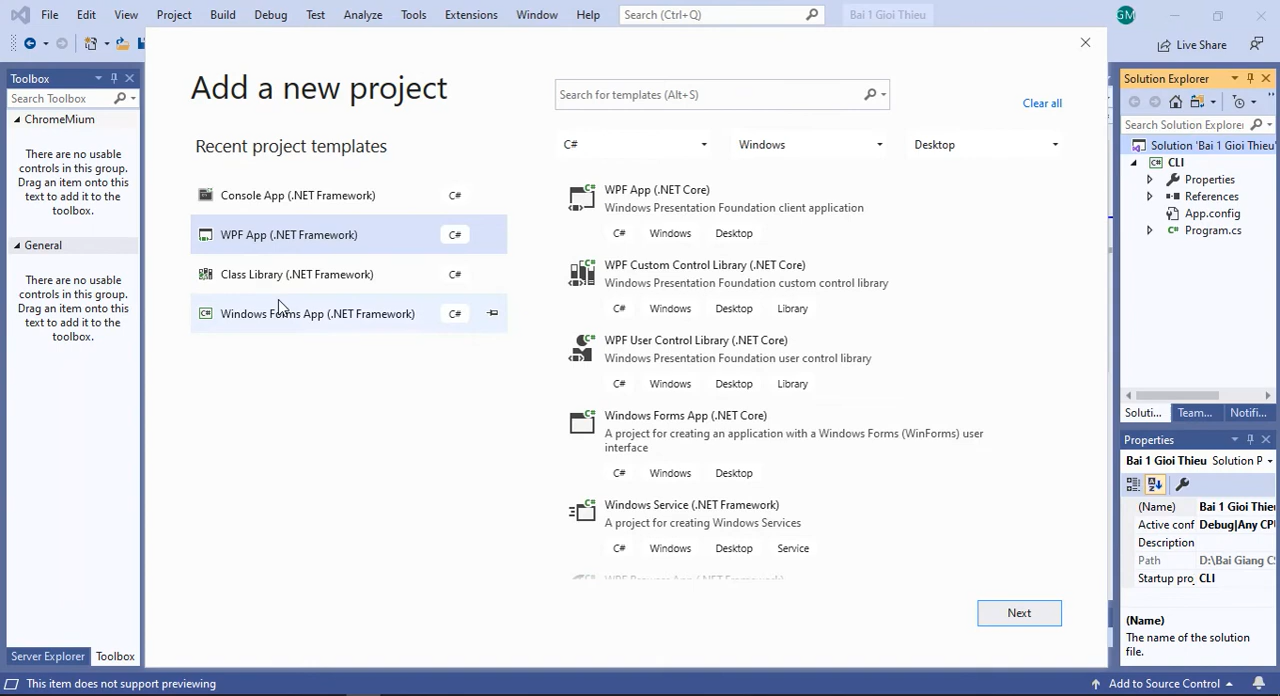 File Edit View Project Build Debug Test Analyze Tools Extensions Window Help Search (Ctrl+Q) Bai 1 Gioi Thieu GM
Live Share
Toolbox
Search Toolbox
ChromeMium
There are no usable
controls in this group.
Drag an item onto this
text to add it to the
toolbox.
General
There are no usable
controls in this group.
Drag an item onto this
text to add it to the
toolbox.
Server Explorer Toolbox
Add a new project
Search for templates (Alt+S)
Clear all
Recent project templates
C# Windows Desktop
Console App (.NET Framework) C#
WPF App (.NET Framework) C#
Class Library (.NET Framework) C#
Windows Forms App (.NET Framework) C#
WPF App (.NET Core)
Windows Presentation Foundation client application
C# Windows Desktop
WPF Custom Control Library (.NET Core)
Windows Presentation Foundation custom control library
C# Windows Desktop Library
WPF User Control Library (.NET Core)
Windows Presentation Foundation user control library
C# Windows Desktop Library
Windows Forms App (.NET Core)
A project for creating an application with a Windows Forms (WinForms) user
interface
C# Windows Desktop
Windows Service (.NET Framework)
A project for creating Windows Services
C# Windows Desktop Service
WPF Browser App (.NET Framework)
Next
Solution Explorer
Search Solution Explorer
Solution 'Bai 1 Gioi Thieu'
C# CLI
Properties
References
App.config
C# Program.cs
Soluti... Team... Notifi...
Properties
Bai 1 Gioi Thieu Solution P
(Name) Bai 1 Gioi Thieu
Active conf Debug|Any CP
Description
Path D:\Bai Giang C
Startup proj CLI
(Name)
The name of the solution
file.
This item does not support previewing
Add to Source Control